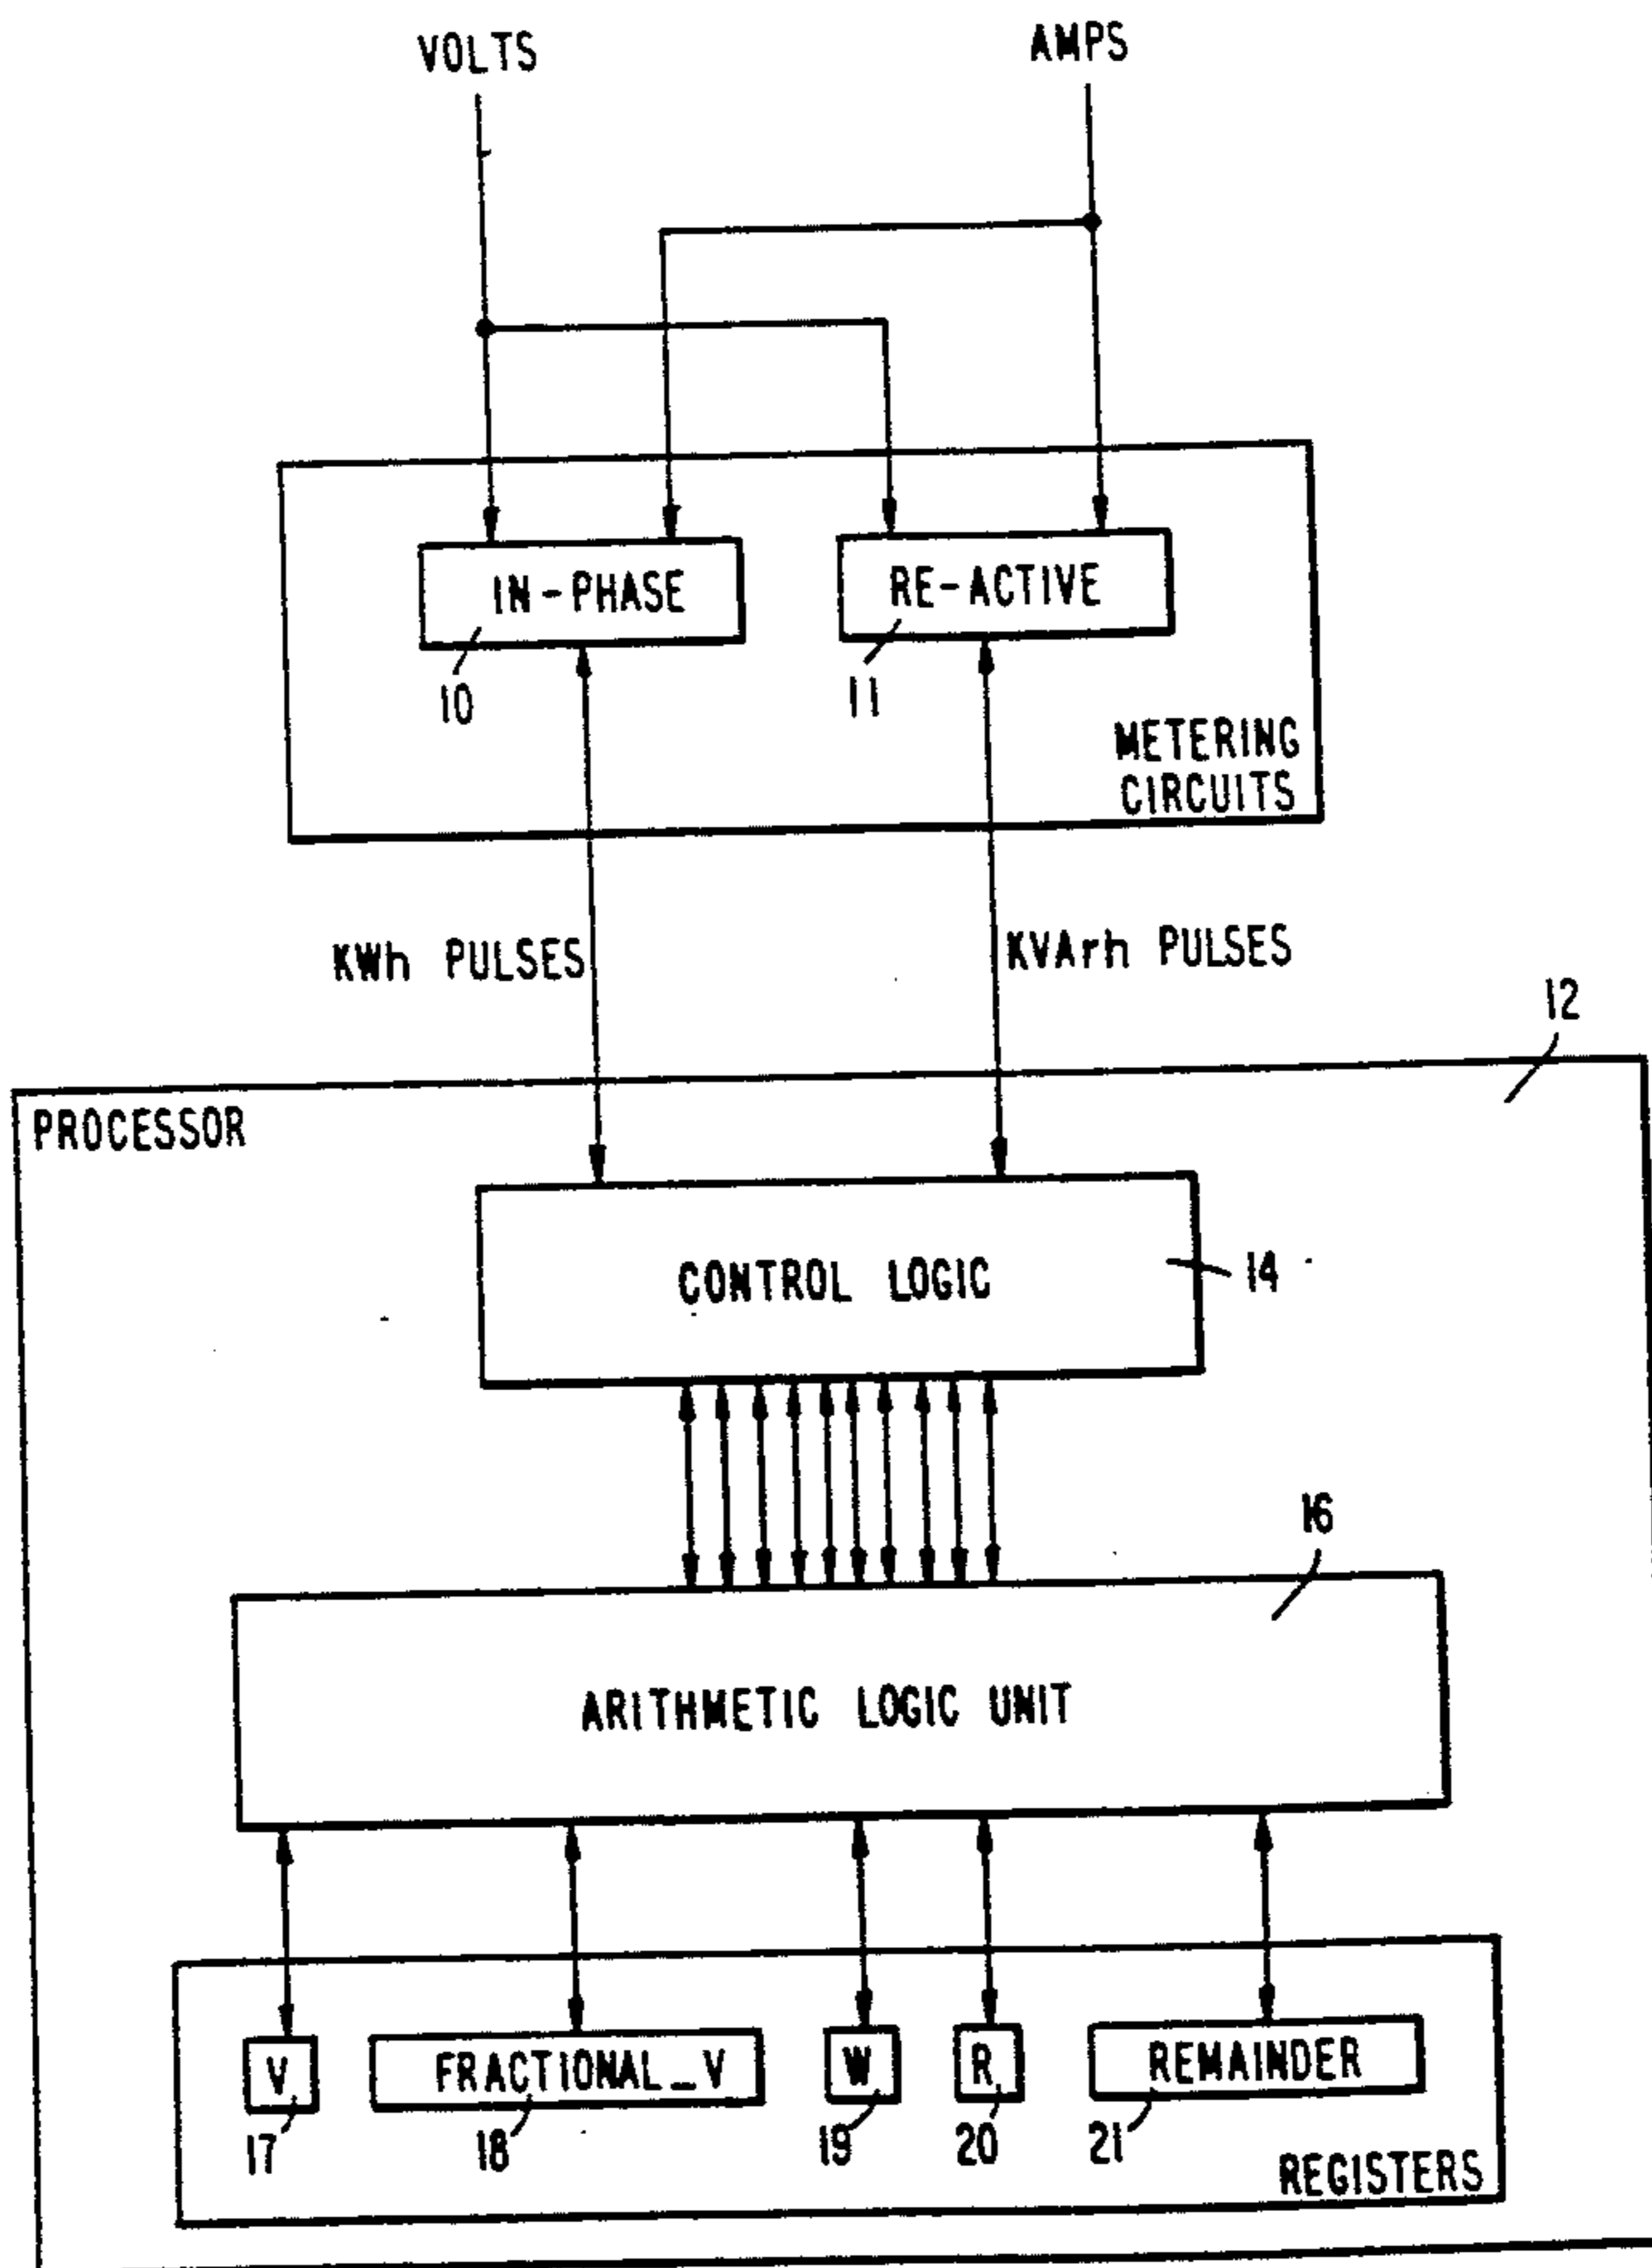 VOLTS
AMPS
IN-PHASE
RE-ACTIVE
10
11
METERING
CIRCUITS
KWh PULSES
KVArh PULSES
12
PROCESSOR
CONTROL LOGIC
14
16
ARITHMETIC LOGIC UNIT
V
FRACTIONAL_V
W
R
REMAINDER
17
18
19
20
21
REGISTERS